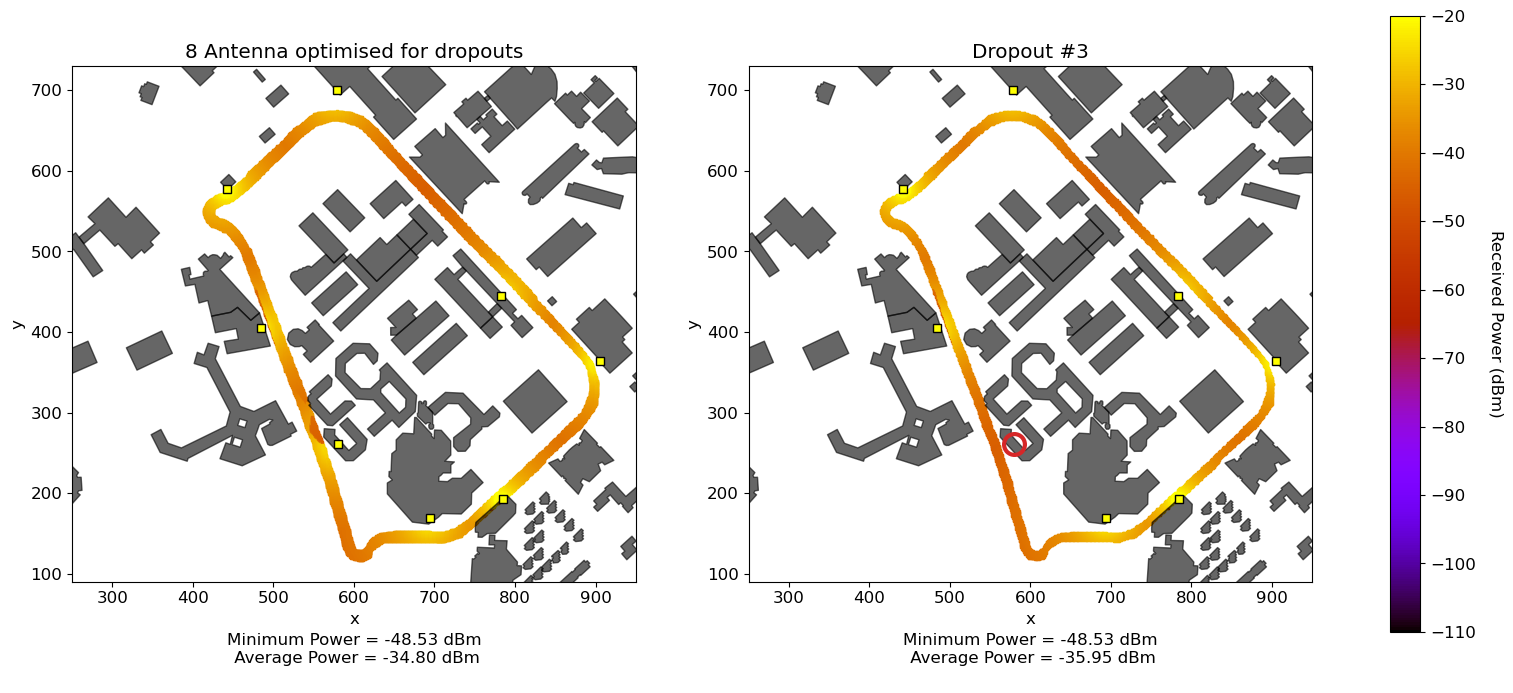 8 Antenna optimised for dropouts
700
600
500
400
300
200
100
y
300 400 500 600 700 800 900
x
Minimum Power = -48.53 dBm
Average Power = -34.80 dBm
Dropout #3
700
600
500
400
300
200
100
y
300 400 500 600 700 800 900
x
Minimum Power = -48.53 dBm
Average Power = -35.95 dBm
−20
−30
−40
−50
−60
−70
−80
−90
−100
−110
Received Power (dBm)